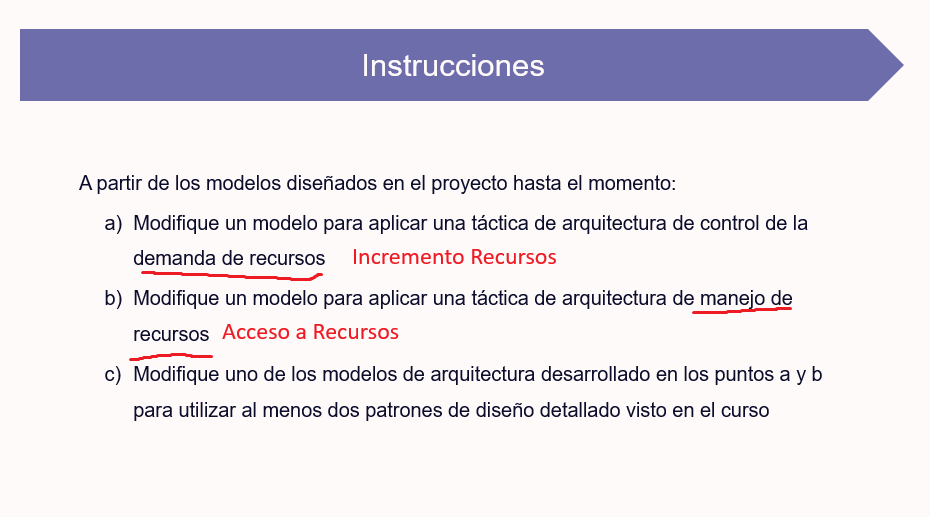 Instrucciones
A partir de los modelos diseñados en el proyecto hasta el momento:
a) Modifique un modelo para aplicar una táctica de arquitectura de control de la
demanda de recursos Incremento Recursos
b) Modifique un modelo para aplicar una táctica de arquitectura de manejo de
recursos Acceso a Recursos
c) Modifique uno de los modelos de arquitectura desarrollado en los puntos a y b
para utilizar al menos dos patrones de diseño detallado visto en el curso